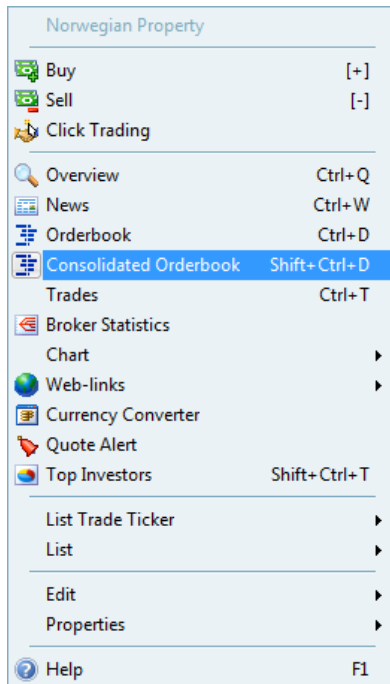 Norwegian Property
Buy [+]
Sell [-]
Click Trading
Overview Ctrl+Q
News Ctrl+W
Orderbook Ctrl+D
Consolidated Orderbook Shift+Ctrl+D
Trades Ctrl+T
Broker Statistics
Chart
Web-links
Currency Converter
Quote Alert
Top Investors Shift+Ctrl+T
List Trade Ticker
List
Edit
Properties
Help F1